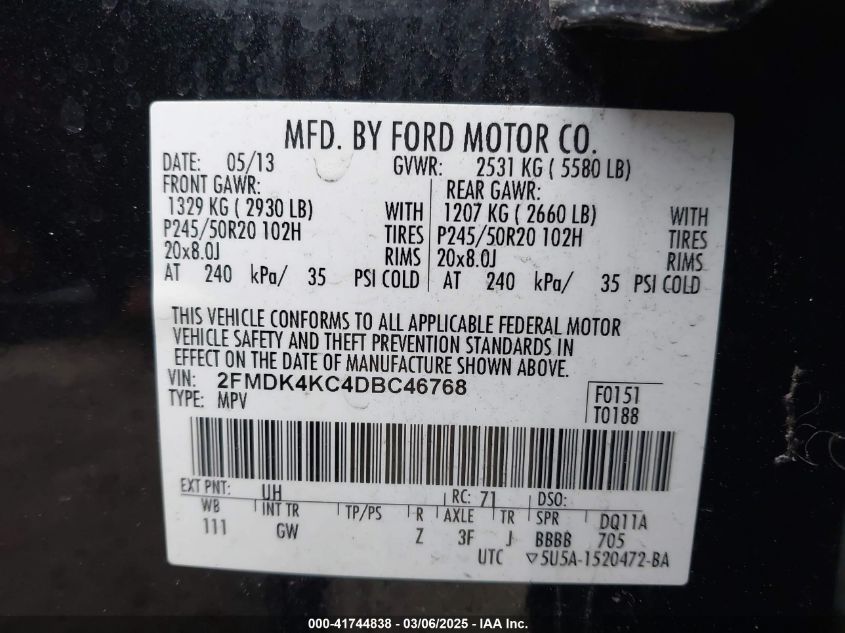 MFD. BY FORD MOTOR CO.
DATE: 05/13 GVWR: 2531 KG ( 5580 LB)
FRONT GAWR: REAR GAWR:
1329 KG ( 2930 LB) WITH 1207 KG ( 2660 LB) WITH
P245/50R20 102H TIRES P245/50R20 102H TIRES
20x8.0J RIMS 20x8.0J RIMS
AT 240 kPa/ 35 PSI COLD AT 240 kPa/ 35 PSI COLD
THIS VEHICLE CONFORMS TO ALL APPLICABLE FEDERAL MOTOR
VEHICLE SAFETY AND THEFT PREVENTION STANDARDS IN
EFFECT ON THE DATE OF MANUFACTURE SHOWN ABOVE.
VIN: 2FMDK4KC4DBC46768 F0151
TYPE: MPV T0188
EXT PNT: UH RC: 71 DSO:
WB INT TR TP/PS R AXLE TR SPR DQ11A
111 GW Z 3F J BBBB 705
UTC ▽5U5A-1520472-BA
000-41744838 - 03/06/2025 - IAA Inc.